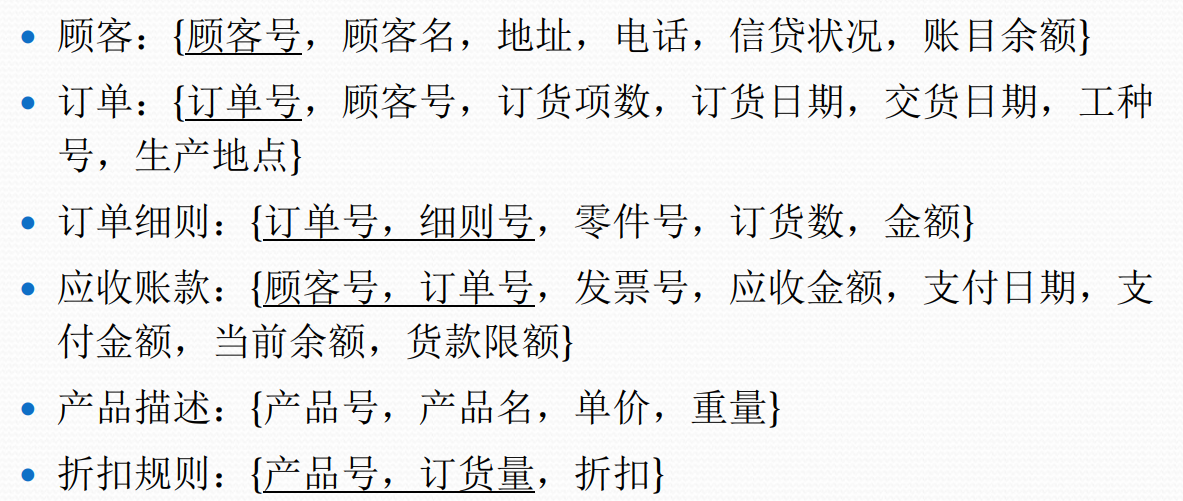 • 顾客：{顾客号，顾客名，地址，电话，信贷状况，账目余额}
• 订单：{订单号，顾客号，订货项数，订货日期，交货日期，工种
号，生产地点}
• 订单细则：{订单号，细则号，零件号，订货数，金额}
• 应收账款：{顾客号，订单号，发票号，应收金额，支付日期，支
付金额，当前余额，货款限额}
• 产品描述：{产品号，产品名，单价，重量}
• 折扣规则：{产品号，订货量，折扣}